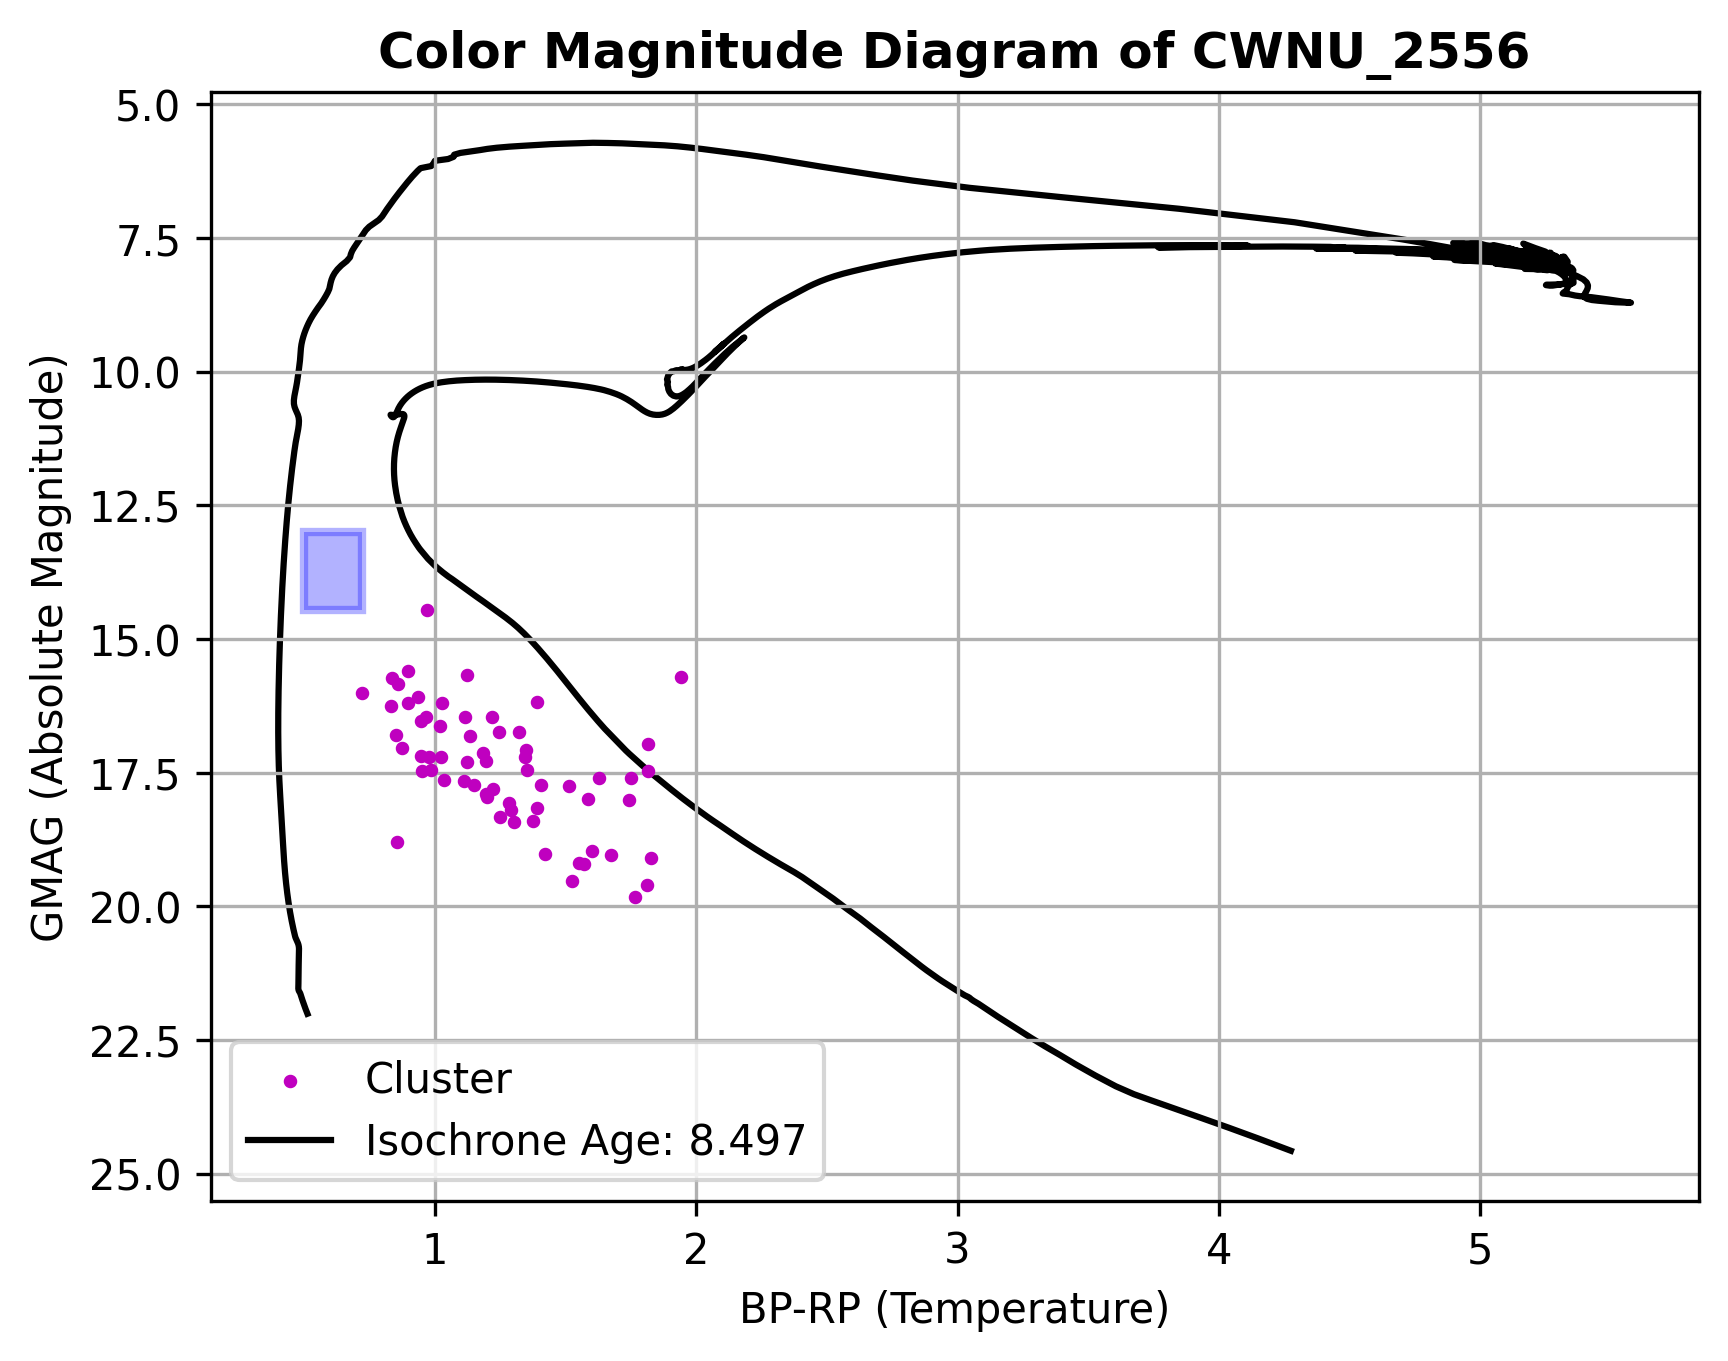 Color Magnitude Diagram of CWNU_2556
GMAG (Absolute Magnitude)
5.0
7.5
10.0
12.5
15.0
17.5
20.0
22.5
25.0
Cluster
Isochrone Age: 8.497
1 2 3 4 5
BP-RP (Temperature)